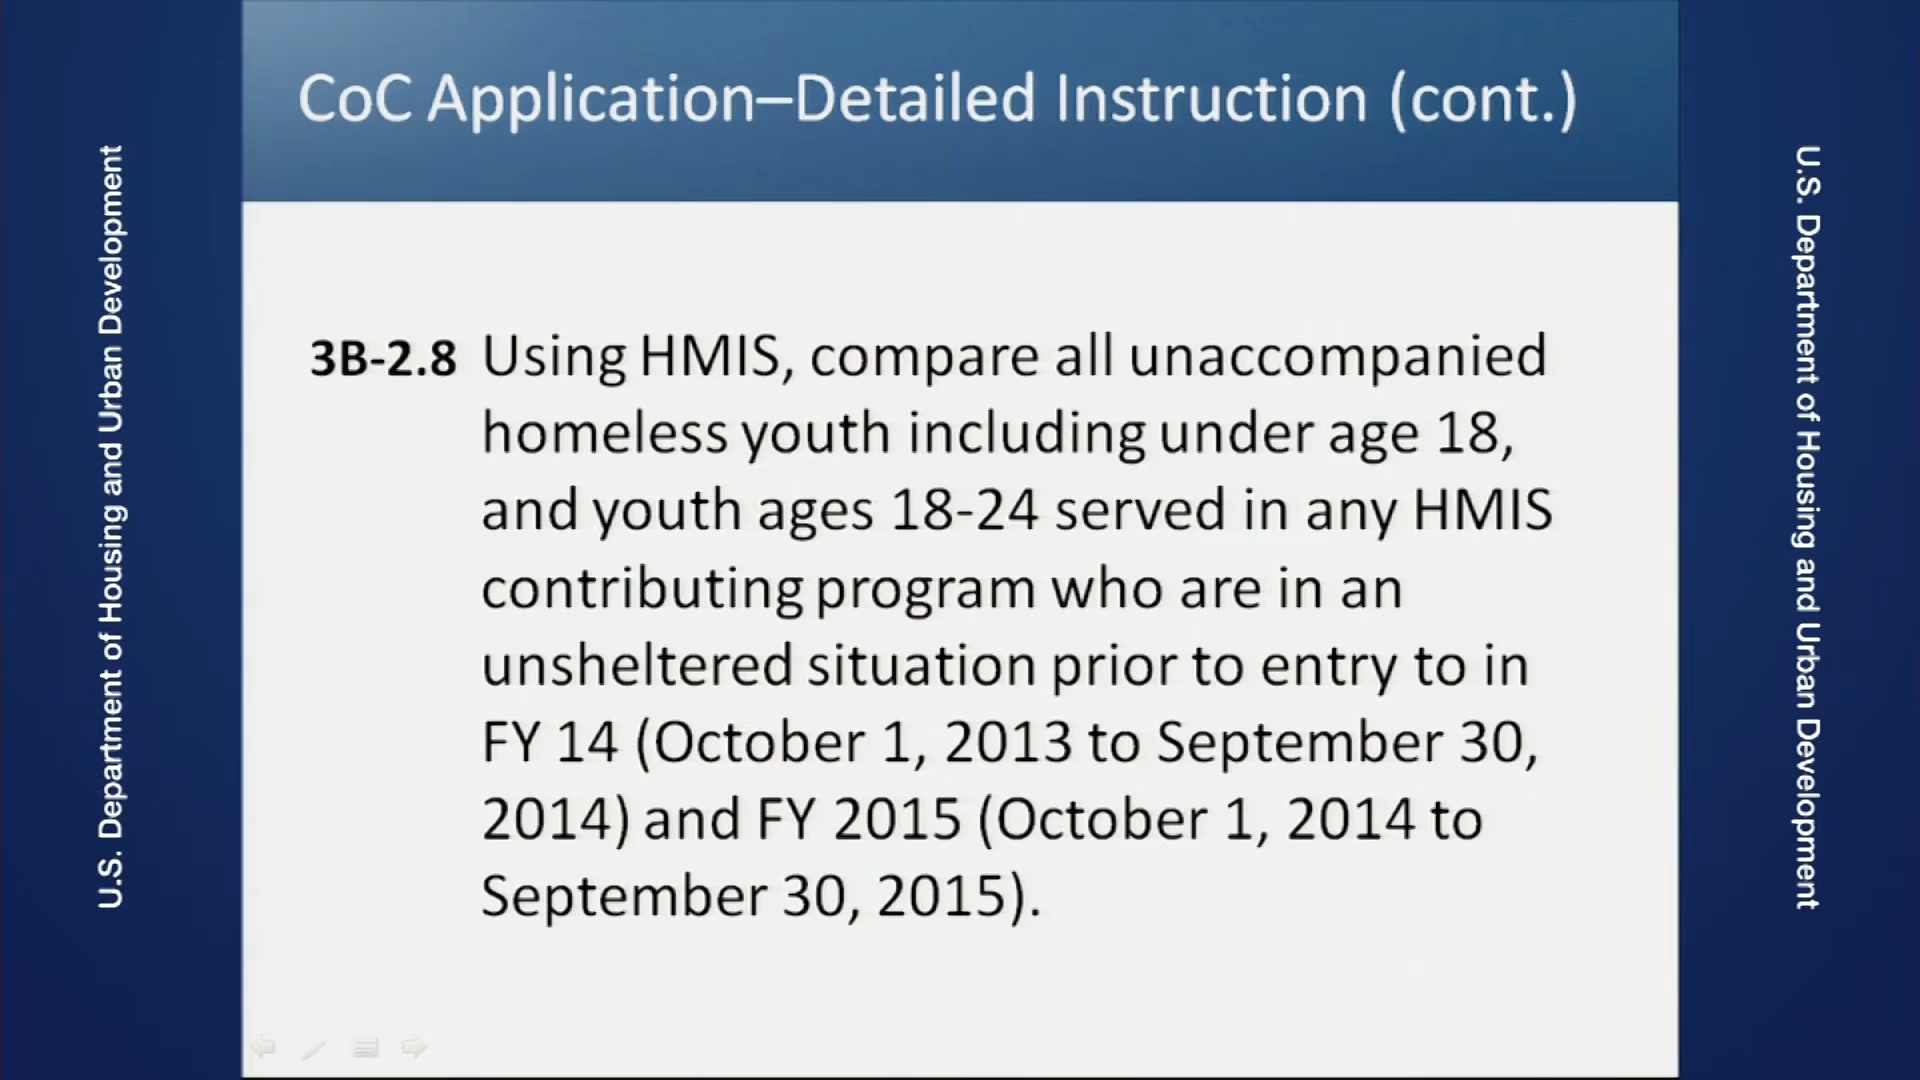 CoC Application–Detailed Instruction (cont.)
3B-2.8 Using HMIS, compare all unaccompanied
homeless youth including under age 18,
and youth ages 18-24 served in any HMIS
contributing program who are in an
unsheltered situation prior to entry to in
FY 14 (October 1, 2013 to September 30,
2014) and FY 2015 (October 1, 2014 to
September 30, 2015).
U.S. Department of Housing and Urban Development
U.S. Department of Housing and Urban Development